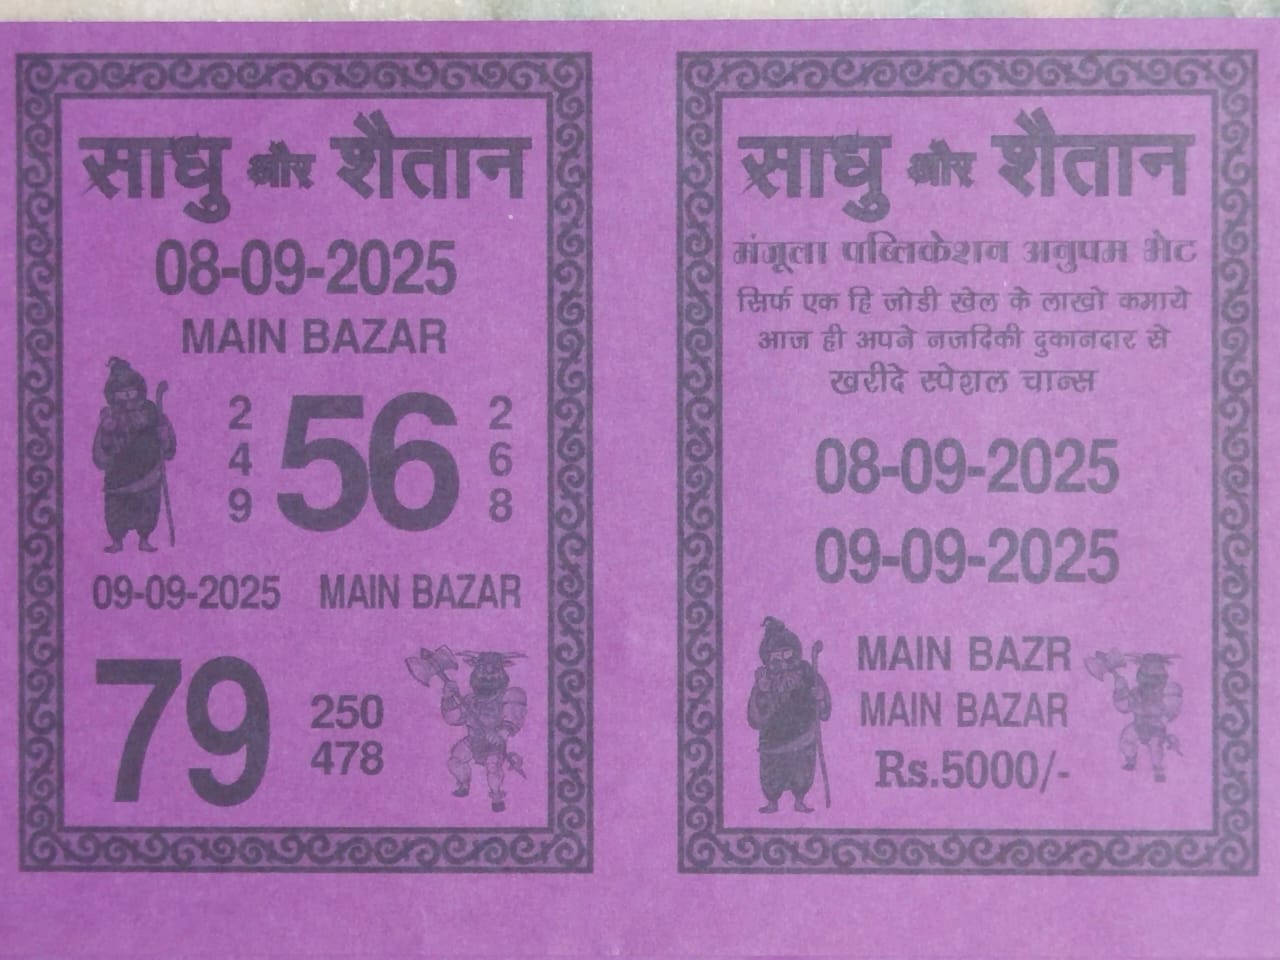 साधु और शैतान
08-09-2025
MAIN BAZAR
2
4
9
56
2
6
8
09-09-2025 MAIN BAZAR
79
250
478
साधु और शैतान
मंजूला पब्लिकेशन अनुपम भेट
सिर्फ एक हि जोडी खेल के लाखो कमाये
आज ही अपने नजदिकी दुकानदार से
खरीदे स्पेशल चान्स
08-09-2025
09-09-2025
MAIN BAZR
MAIN BAZAR
Rs.5000/-